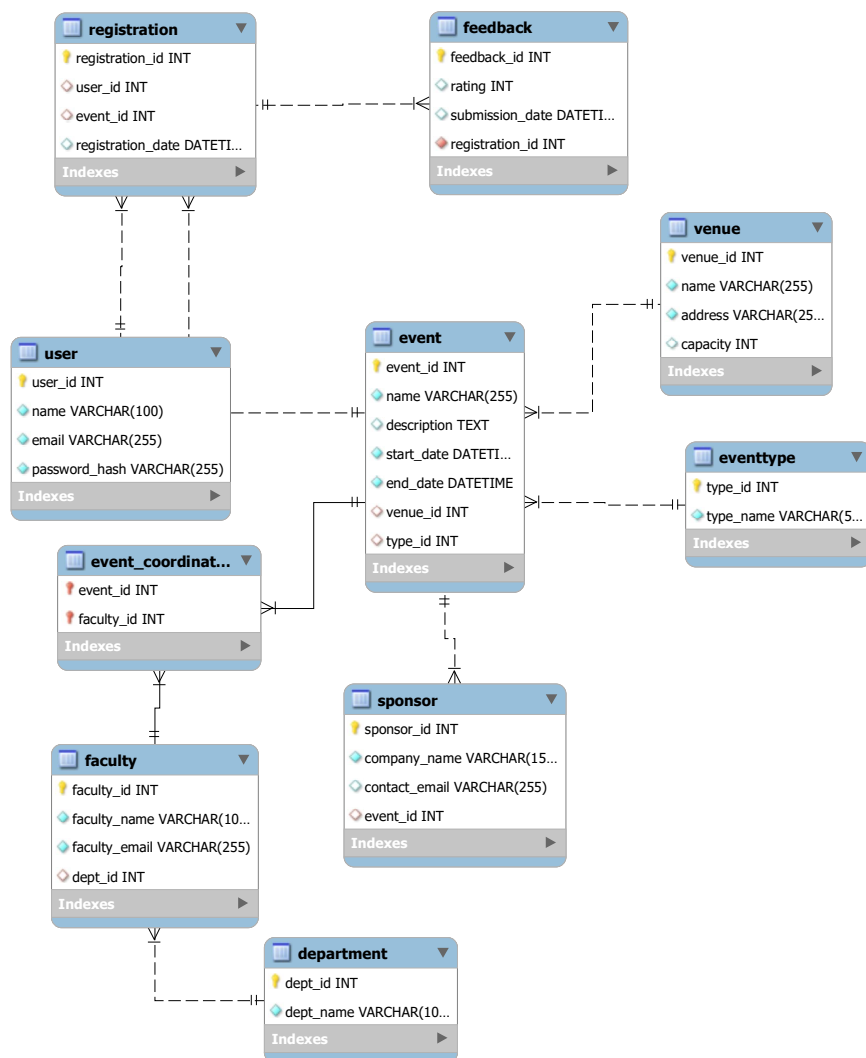 registration
registration_id INT
user_id INT
event_id INT
registration_date DATETI...
Indexes
feedback
feedback_id INT
rating INT
submission_date DATETI...
registration_id INT
Indexes
venue
venue_id INT
name VARCHAR(255)
address VARCHAR(25...
capacity INT
Indexes
user
user_id INT
name VARCHAR(100)
email VARCHAR(255)
password_hash VARCHAR(255)
Indexes
event
event_id INT
name VARCHAR(255)
description TEXT
start_date DATETI...
end_date DATETIME
venue_id INT
type_id INT
Indexes
eventtype
type_id INT
type_name VARCHAR(5...
Indexes
event_coordinat...
event_id INT
faculty_id INT
Indexes
sponsor
sponsor_id INT
company_name VARCHAR(15...
contact_email VARCHAR(255)
event_id INT
Indexes
faculty
faculty_id INT
faculty_name VARCHAR(10...
faculty_email VARCHAR(255)
dept_id INT
Indexes
department
dept_id INT
dept_name VARCHAR(10...
Indexes